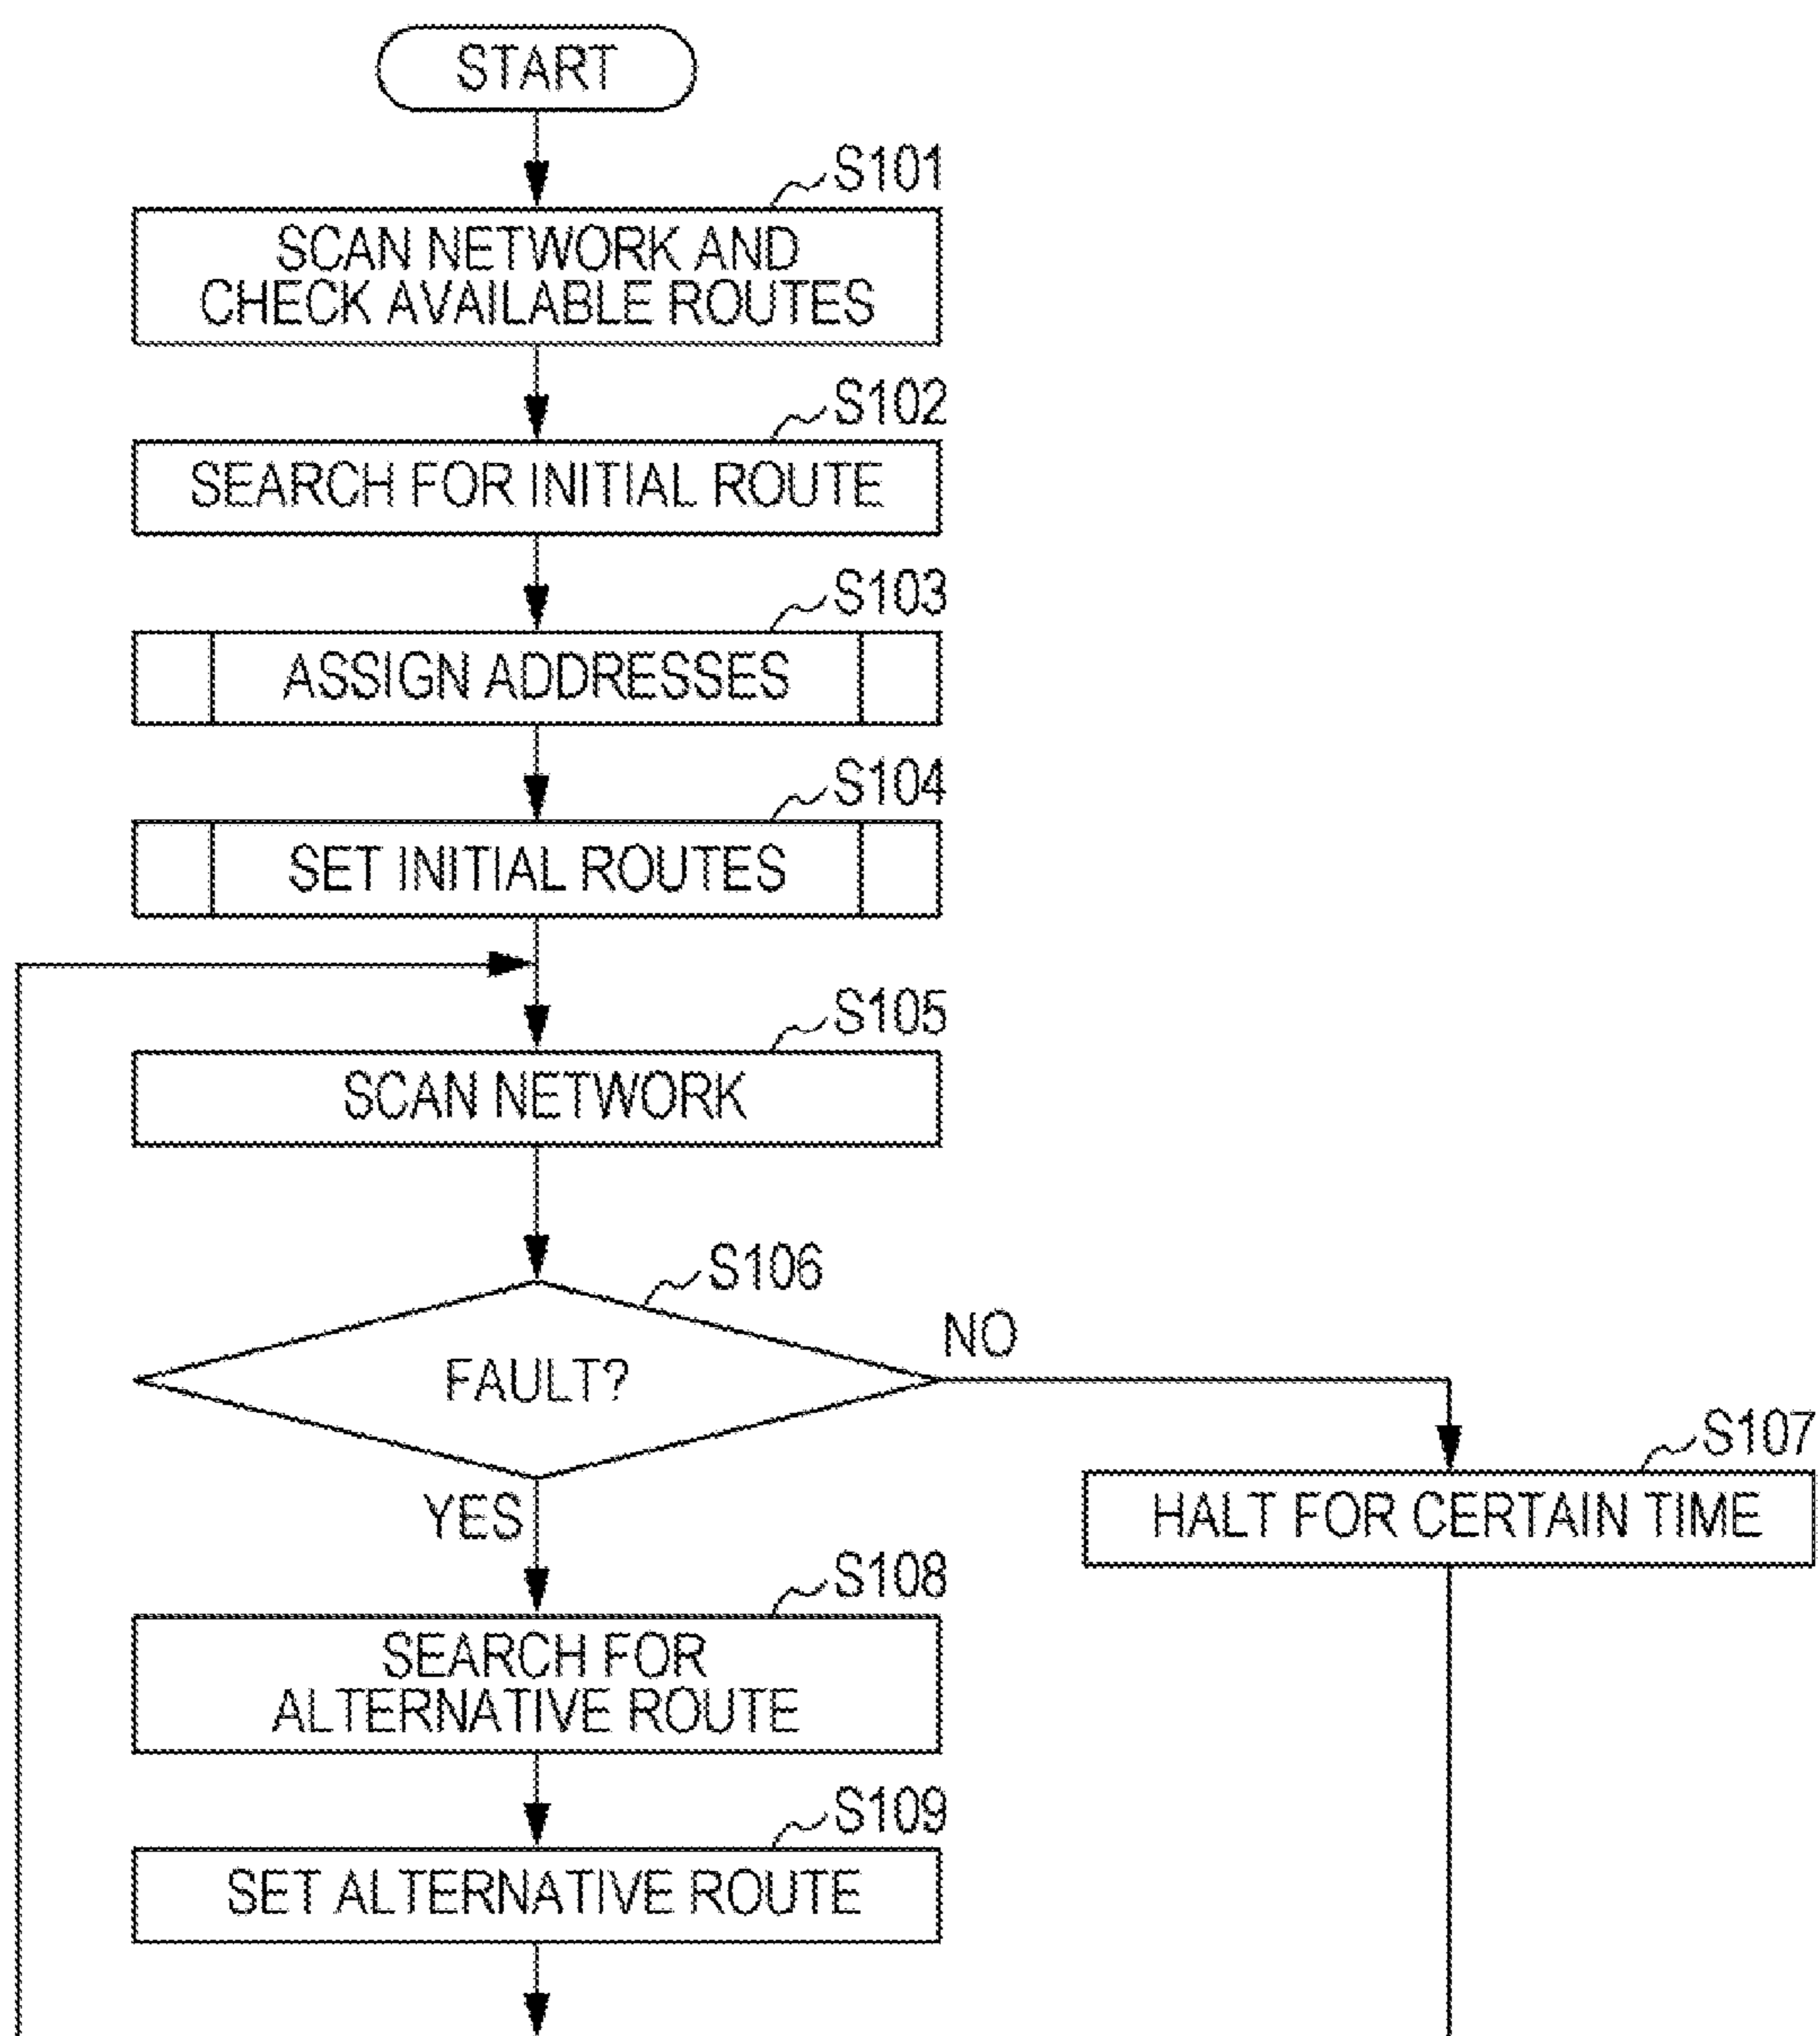 START
S101
SCAN NETWORK AND
CHECK AVAILABLE ROUTES
S102
SEARCH FOR INITIAL ROUTE
S103
ASSIGN ADDRESSES
S104
SET INITIAL ROUTES
S105
SCAN NETWORK
S106
FAULT?
NO
S107
HALT FOR CERTAIN TIME
YES
S108
SEARCH FOR
ALTERNATIVE ROUTE
S109
SET ALTERNATIVE ROUTE